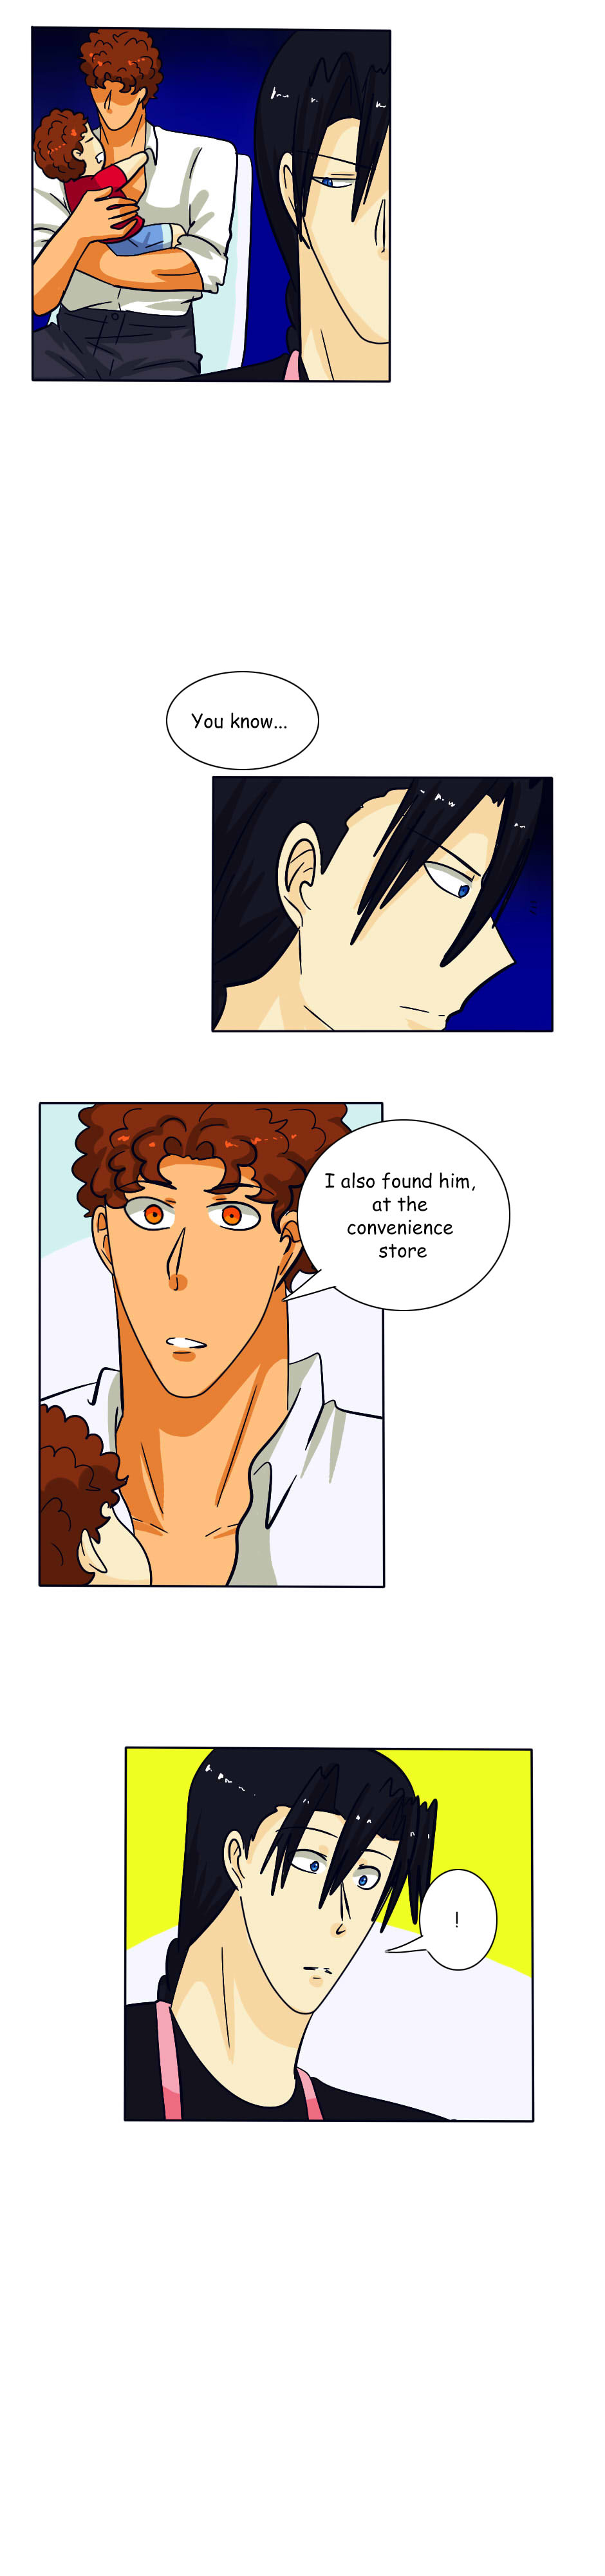 You know...
I also found him,
at the
convenience
store
!